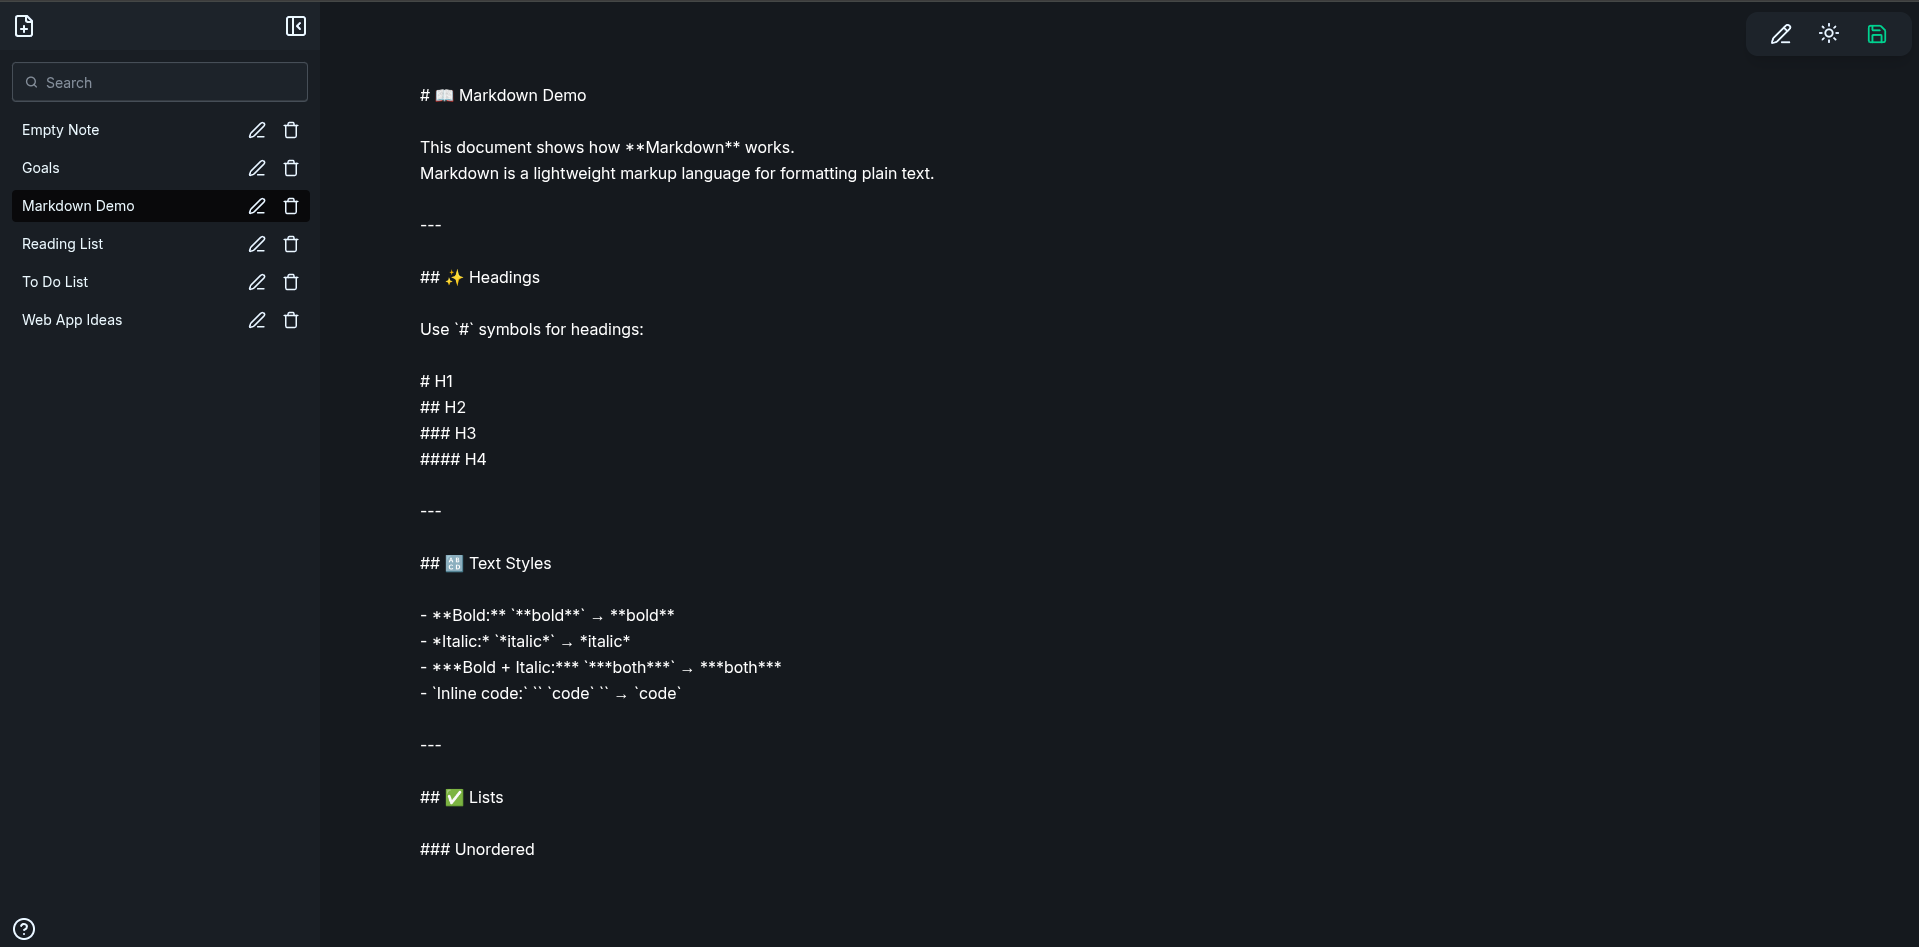 Search
Empty Note
Goals
Markdown Demo
Reading List
To Do List
Web App Ideas
# 📖 Markdown Demo
This document shows how **Markdown** works.
Markdown is a lightweight markup language for formatting plain text.
---
## ✨ Headings
Use `#` symbols for headings:
# H1
## H2
### H3
#### H4
---
## 🔠 Text Styles
- **Bold:** `**bold**` → **bold**
- *Italic:* `*italic*` → *italic*
- ***Bold + Italic:*** `***both***` → ***both***
- `Inline code:` `` `code` `` → `code`
---
## ✅ Lists
### Unordered